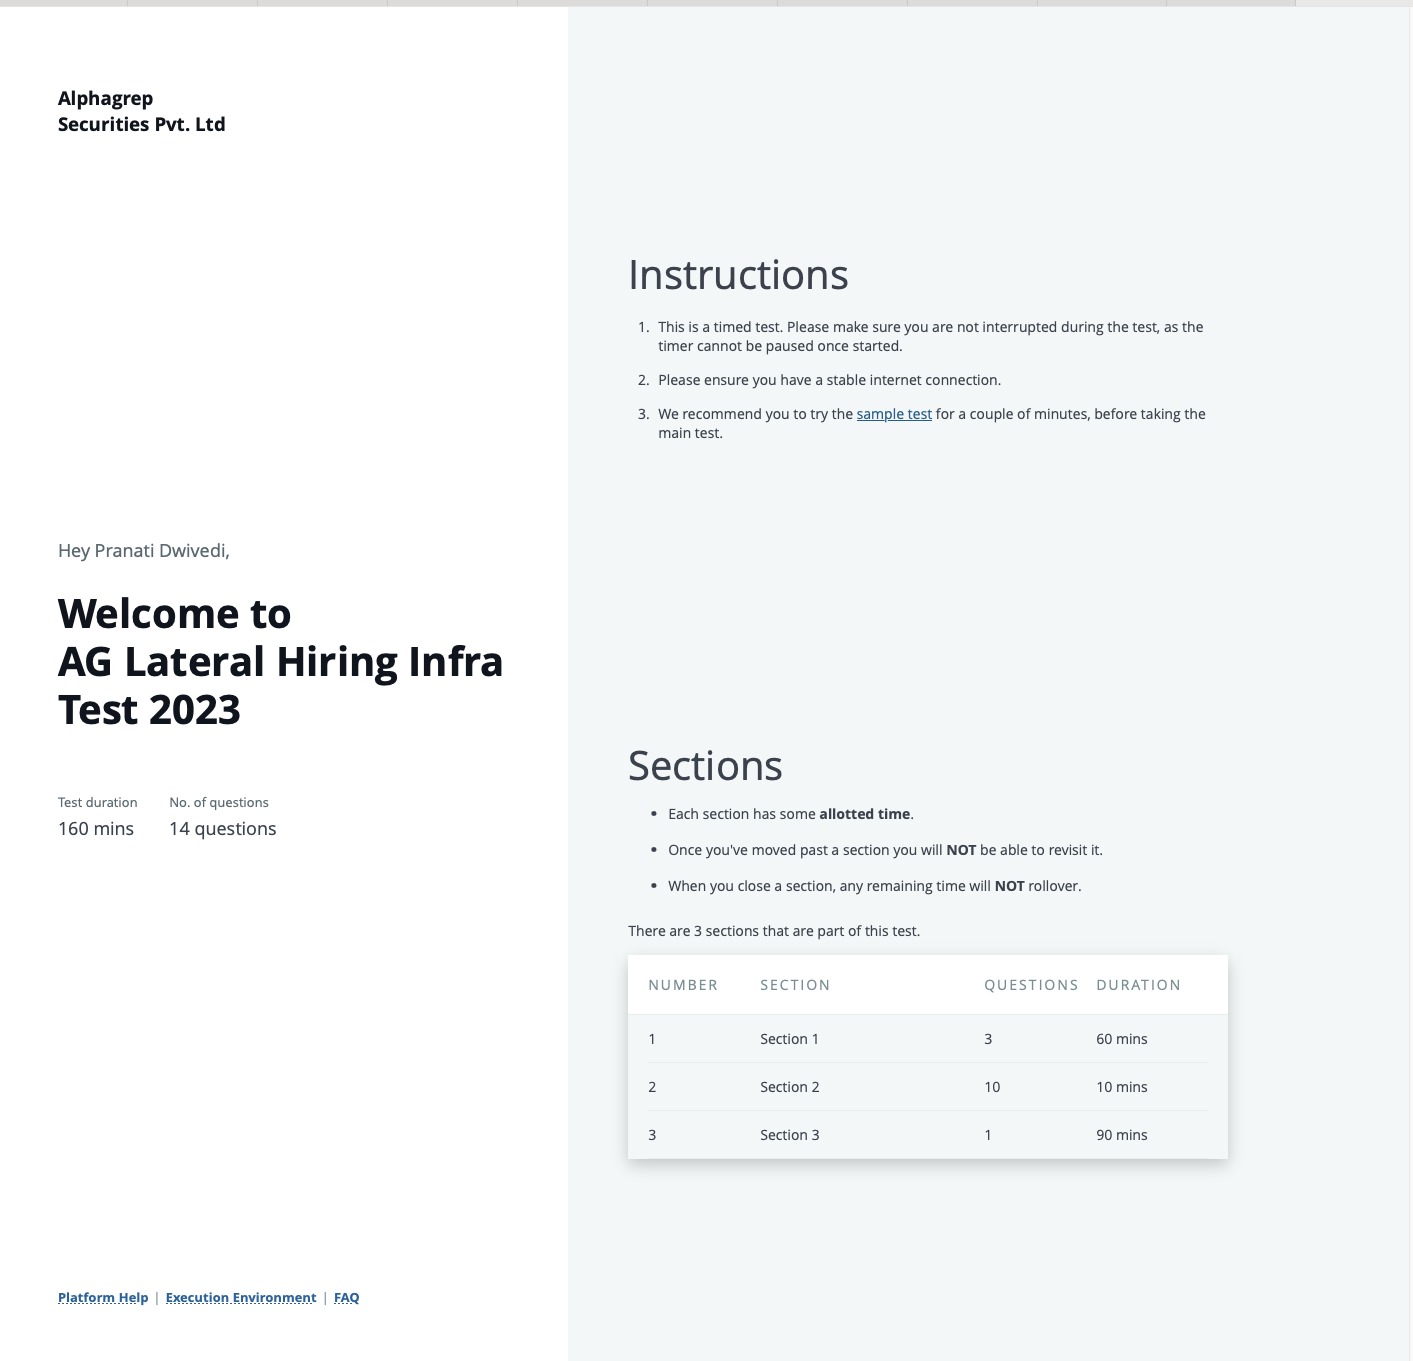 Alphagrep
Securities Pvt. Ltd
Hey Pranati Dwivedi,
Welcome to
AG Lateral Hiring Infra
Test 2023
Test duration
160 mins
No. of questions
14 questions
Platform Help | Execution Environment | FAQ
Instructions
1. This is a timed test. Please make sure you are not interrupted during the test, as the
timer cannot be paused once started.
2. Please ensure you have a stable internet connection.
3. We recommend you to try the sample test for a couple of minutes, before taking the
main test.
Sections
• Each section has some allotted time.
• Once you've moved past a section you will NOT be able to revisit it.
• When you close a section, any remaining time will NOT rollover.
There are 3 sections that are part of this test.
NUMBER SECTION QUESTIONS DURATION
1 Section 1 3 60 mins
2 Section 2 10 10 mins
3 Section 3 1 90 mins